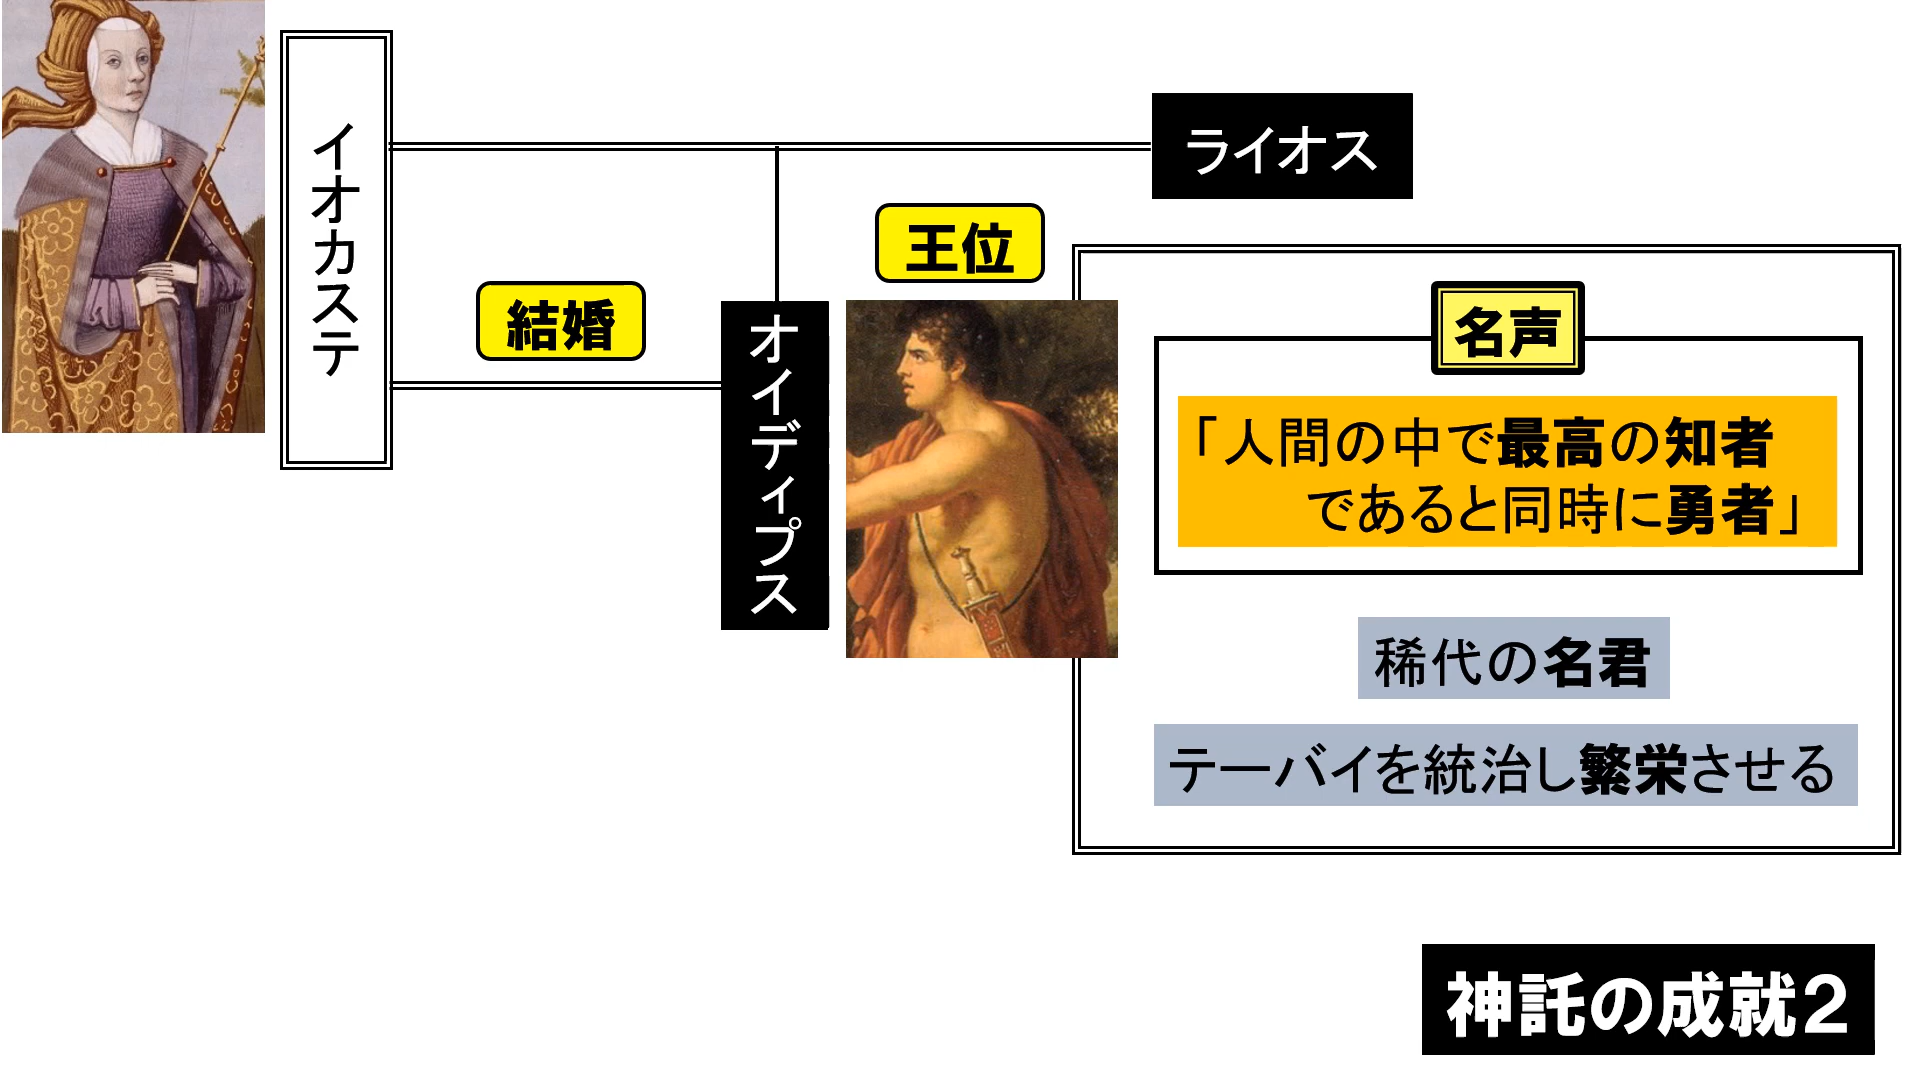 イオカステ
ライオス
結婚
王位
オイディプス
名声
「人間の中で最高の知者
であると同時に勇者」
稀代の名君
テーバイを統治し繁栄させる
神託の成就２